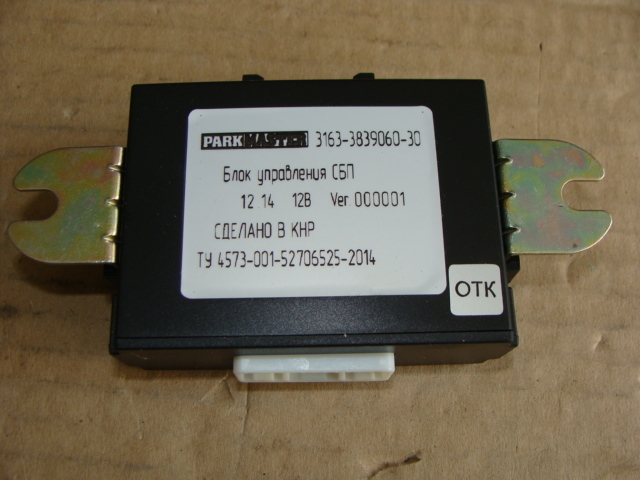 PARKMASTER 3163-3839060-30
Блок управления СБП
12 14 12В Ver 000001
СДЕЛАНО В КНР
ТУ 4573-001-52706525-2014
ОТК